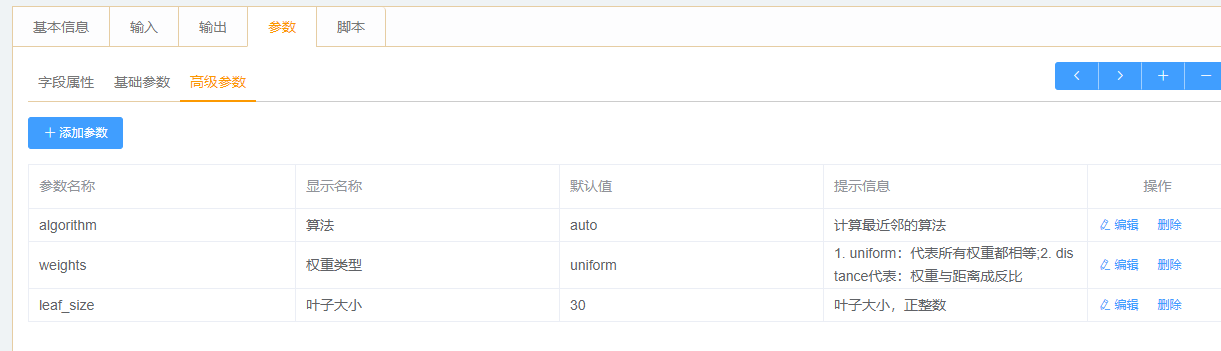 基本信息 输入 输出 参数 脚本
字段属性 基础参数 高级参数
添加参数
参数名称 显示名称 默认值 提示信息 操作
algorithm 算法 auto 计算最近邻的算法 编辑 删除
weights 权重类型 uniform 1. uniform：代表所有权重都相等;2. dis
tance代表：权重与距离成反比 编辑 删除
leaf_size 叶子大小 30 叶子大小，正整数 编辑 删除